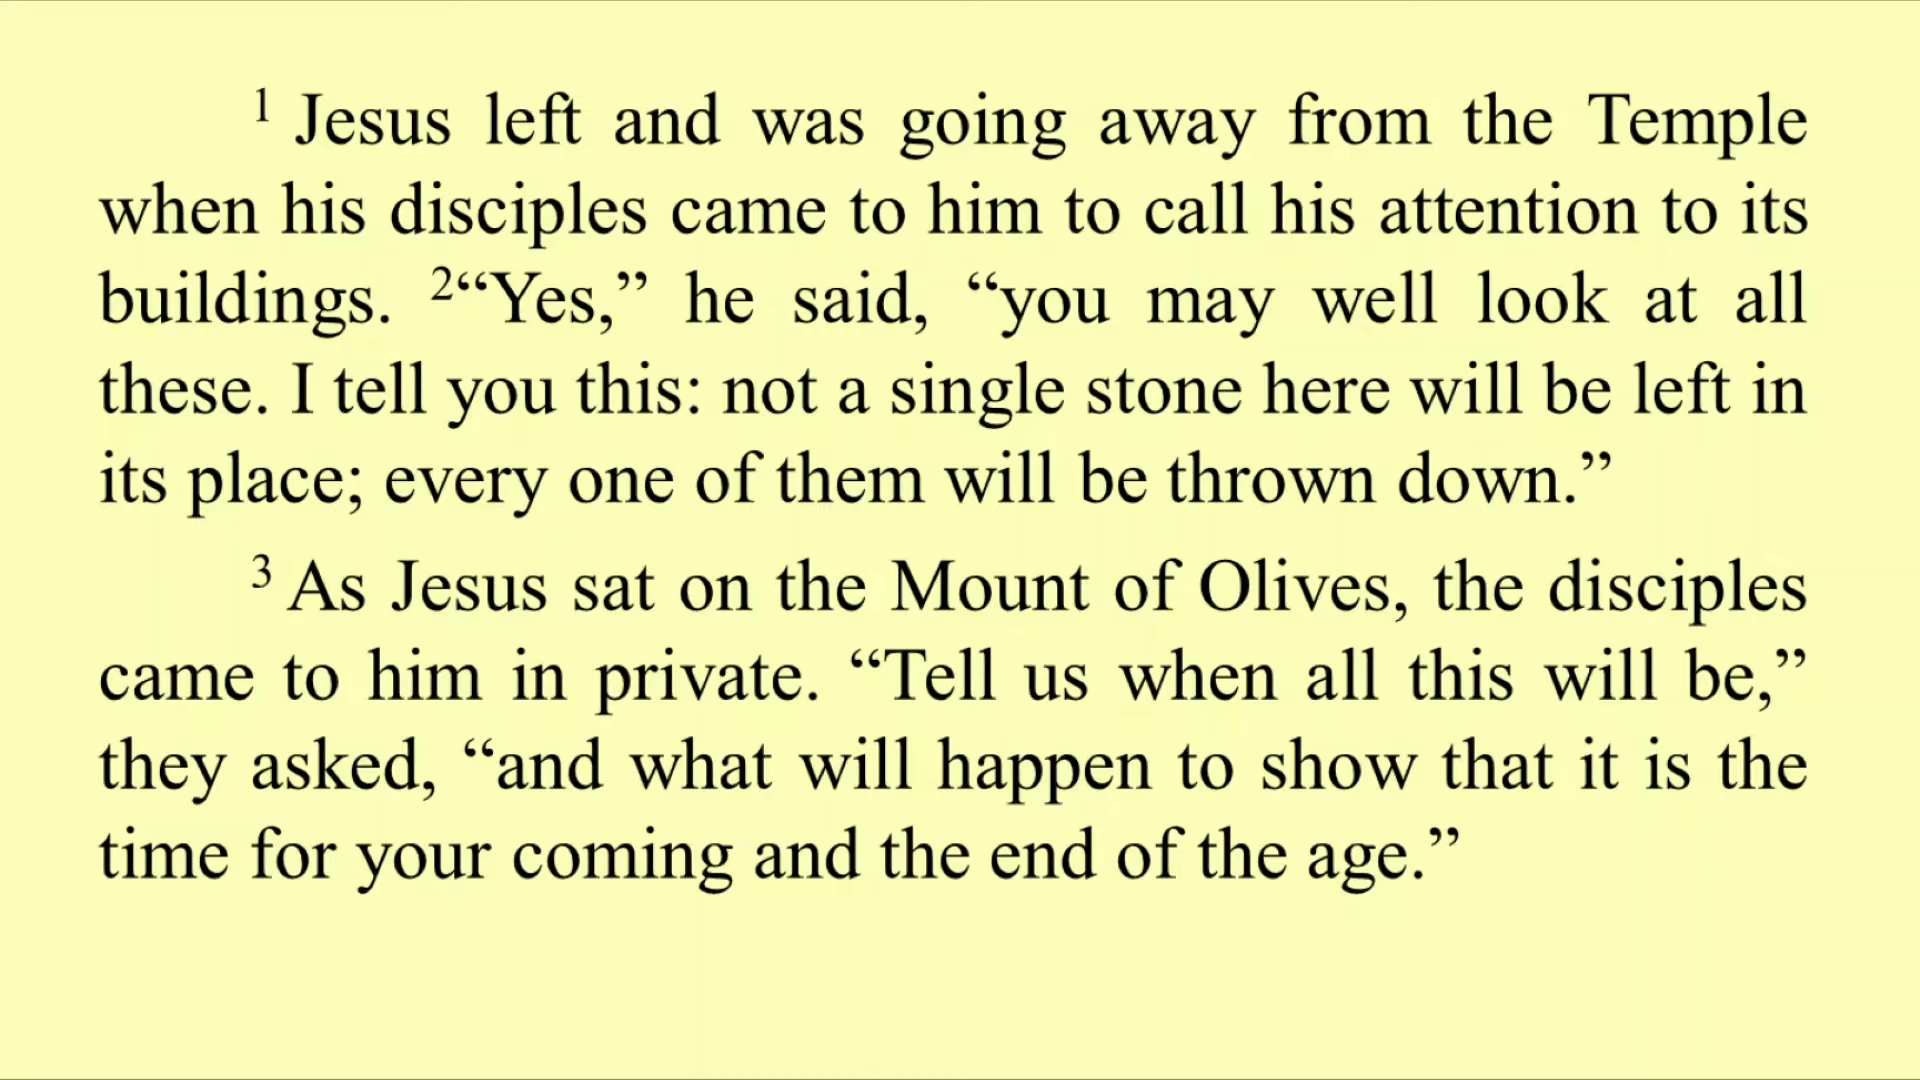 ¹ Jesus left and was going away from the Temple
when his disciples came to him to call his attention to its
buildings. ²“Yes,” he said, “you may well look at all
these. I tell you this: not a single stone here will be left in
its place; every one of them will be thrown down.”
³ As Jesus sat on the Mount of Olives, the disciples
came to him in private. “Tell us when all this will be,”
they asked, “and what will happen to show that it is the
time for your coming and the end of the age.”